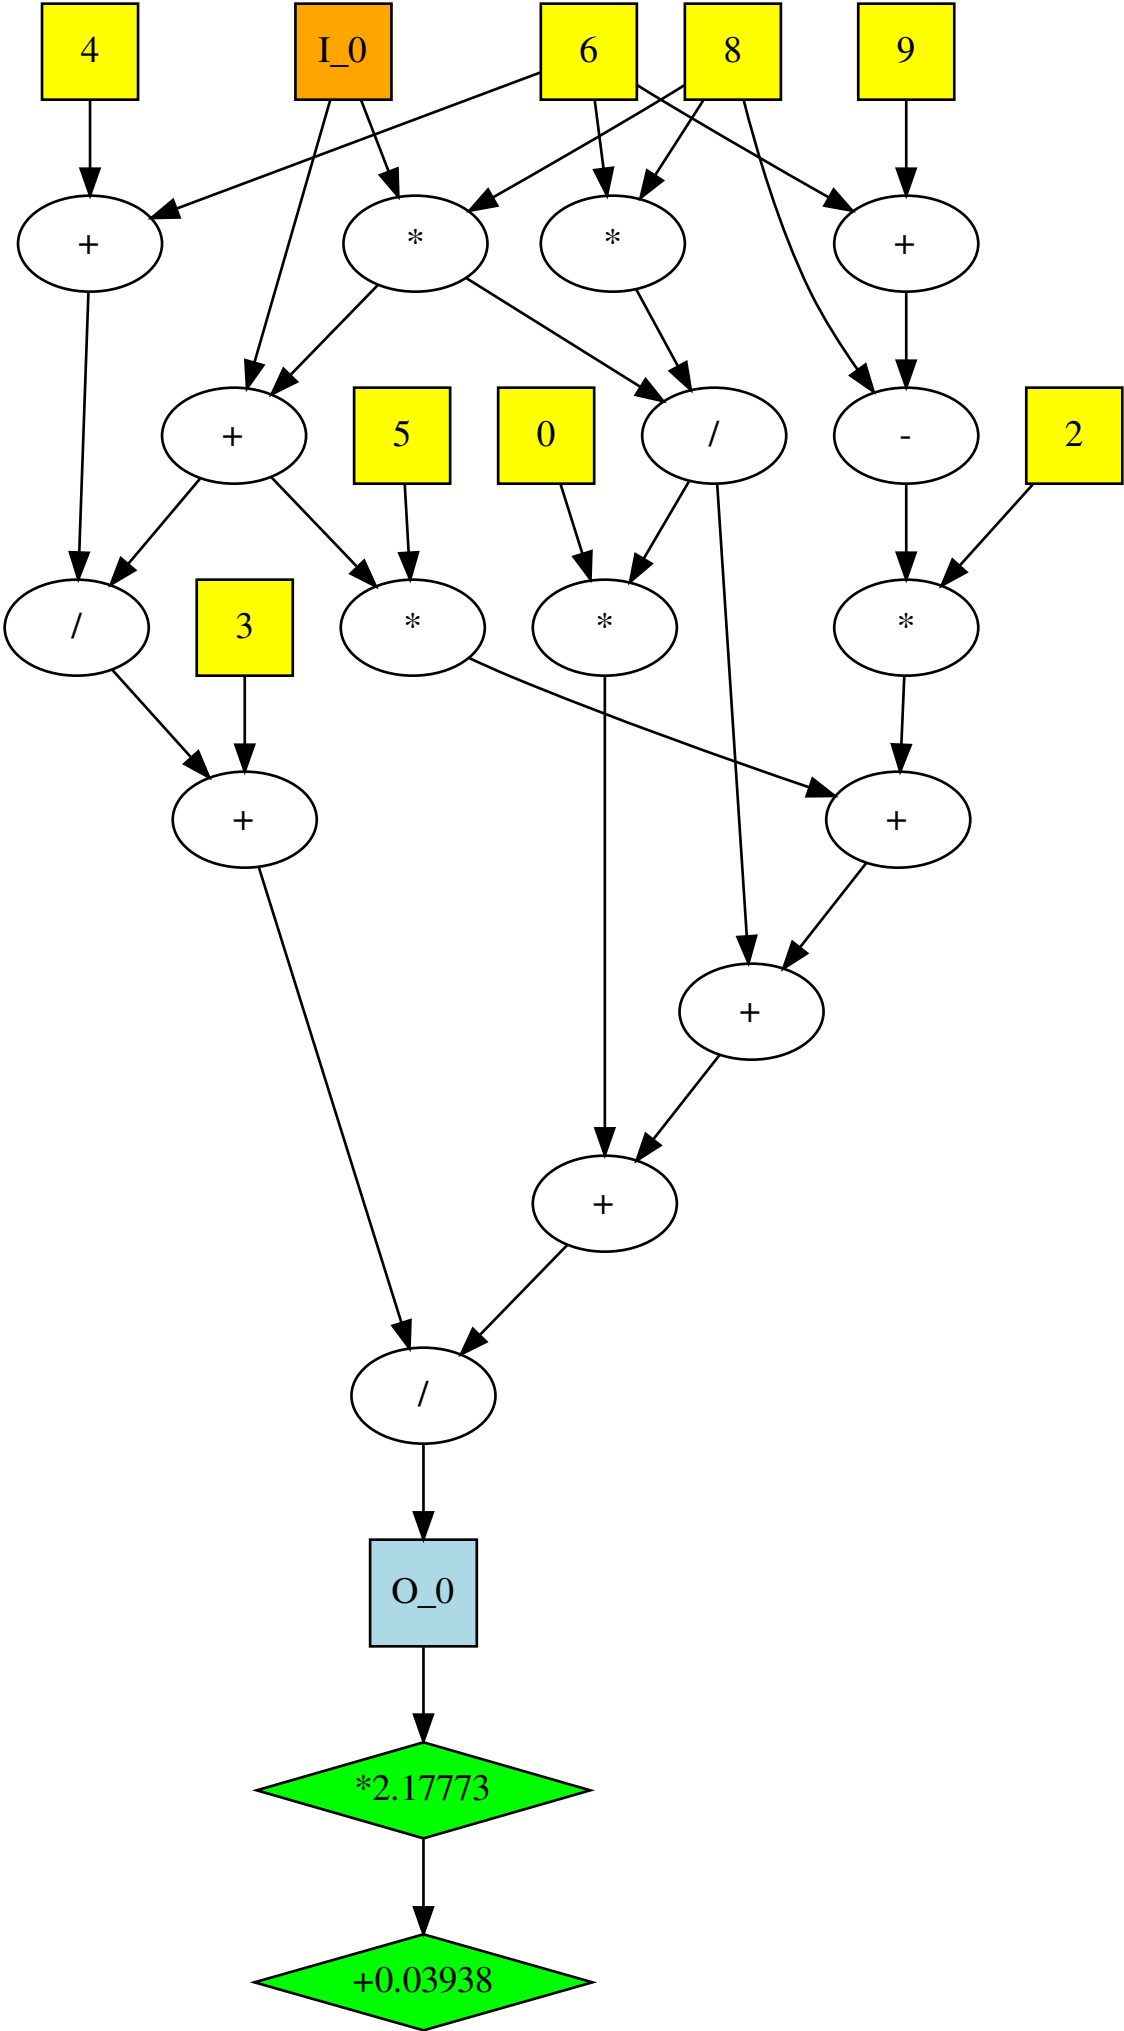 4 I_0 6 8 9
+ * * +
+ 5 0 / - 2
/ 3 * * *
+ +
+
+
/
O_0
*2.17773
+0.03938